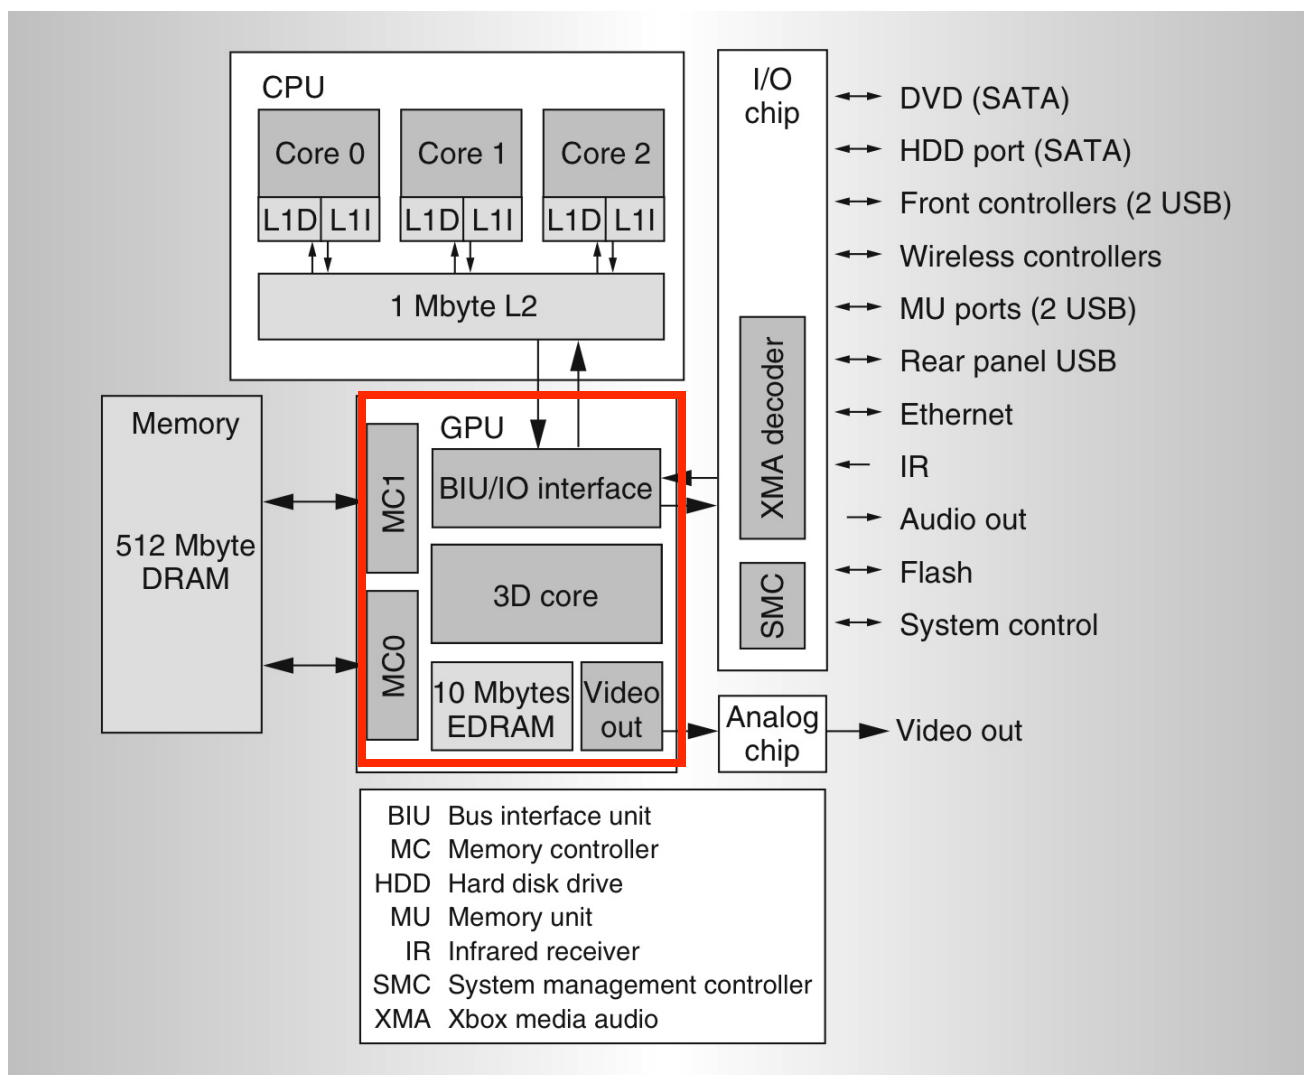 CPU
Core 0
Core 1
Core 2
L1D
L1I
L1D
L1I
L1D
L1I
1 Mbyte L2
Memory
512 Mbyte
DRAM
GPU
MC1
MC0
BIU/IO interface
3D core
10 Mbytes
EDRAM
Video
out
I/O
chip
XMA decoder
SMC
DVD (SATA)
HDD port (SATA)
Front controllers (2 USB)
Wireless controllers
MU ports (2 USB)
Rear panel USB
Ethernet
IR
Audio out
Flash
System control
Analog
chip
Video out
BIU Bus interface unit
MC Memory controller
HDD Hard disk drive
MU Memory unit
IR Infrared receiver
SMC System management controller
XMA Xbox media audio